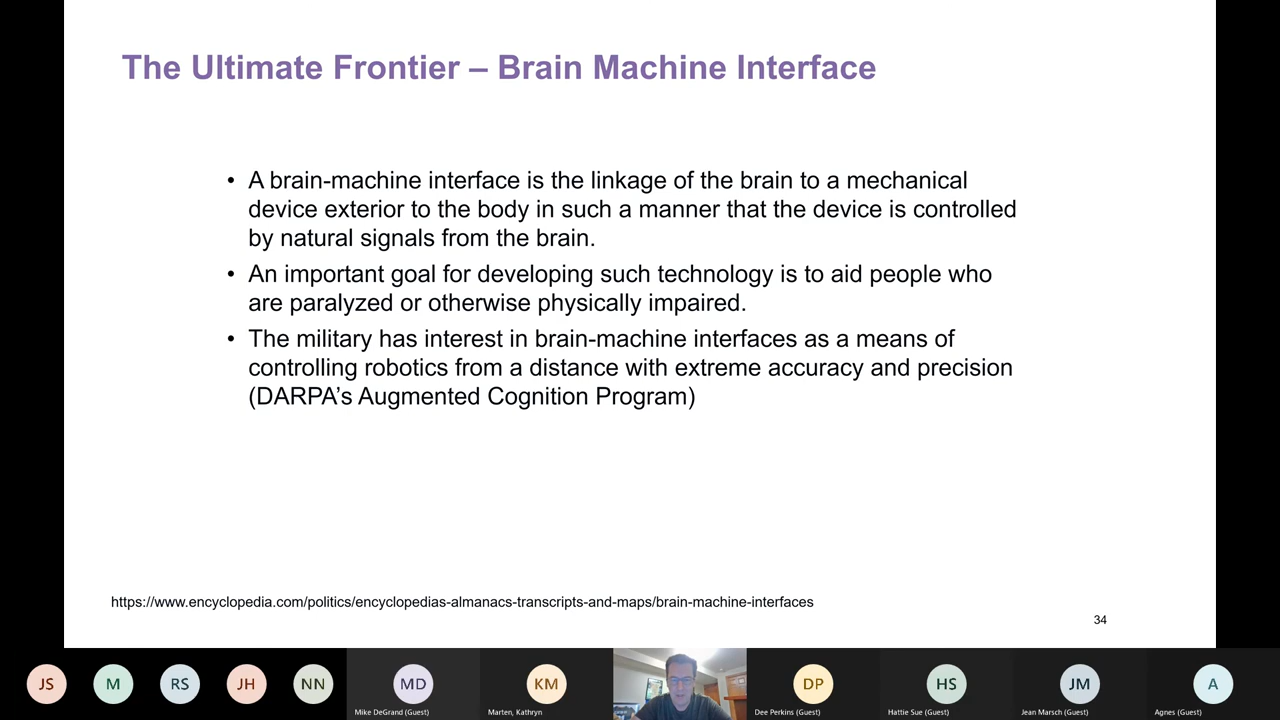 The Ultimate Frontier – Brain Machine Interface
• A brain-machine interface is the linkage of the brain to a mechanical
device exterior to the body in such a manner that the device is controlled
by natural signals from the brain.
• An important goal for developing such technology is to aid people who
are paralyzed or otherwise physically impaired.
• The military has interest in brain-machine interfaces as a means of
controlling robotics from a distance with extreme accuracy and precision
(DARPA’s Augmented Cognition Program)
https://www.encyclopedia.com/politics/encyclopedias-almanacs-transcripts-and-maps/brain-machine-interfaces
34
JS
M
RS
JH
NN
MD
Mike DeGrand (Guest)
KM
Marten, Kathryn
DP
Dee Perkins (Guest)
HS
Hattie Sue (Guest)
JM
Jean Marsch (Guest)
A
Agnes (Guest)